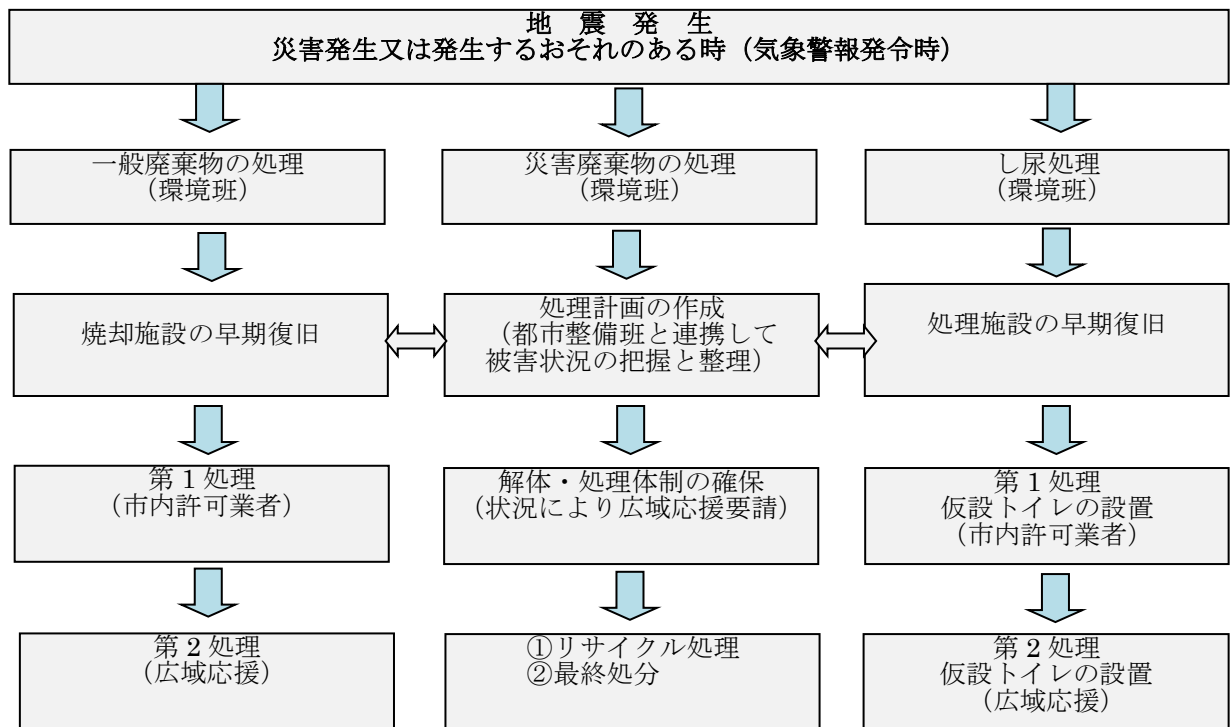 地　震　発　生
災害発生又は発生するおそれのある時（気象警報発令時）
一般廃棄物の処理
（環境班）
災害廃棄物の処理
（環境班）
し尿処理
（環境班）
焼却施設の早期復旧
処理計画の作成
（都市整備班と連携して
被害状況の把握と整理）
処理施設の早期復旧
第１処理
（市内許可業者）
解体・処理体制の確保
（状況により広域応援要請）
第１処理
仮設トイレの設置
（市内許可業者）
第２処理
（広域応援）
①リサイクル処理
②最終処分
第２処理
仮設トイレの設置
（広域応援）